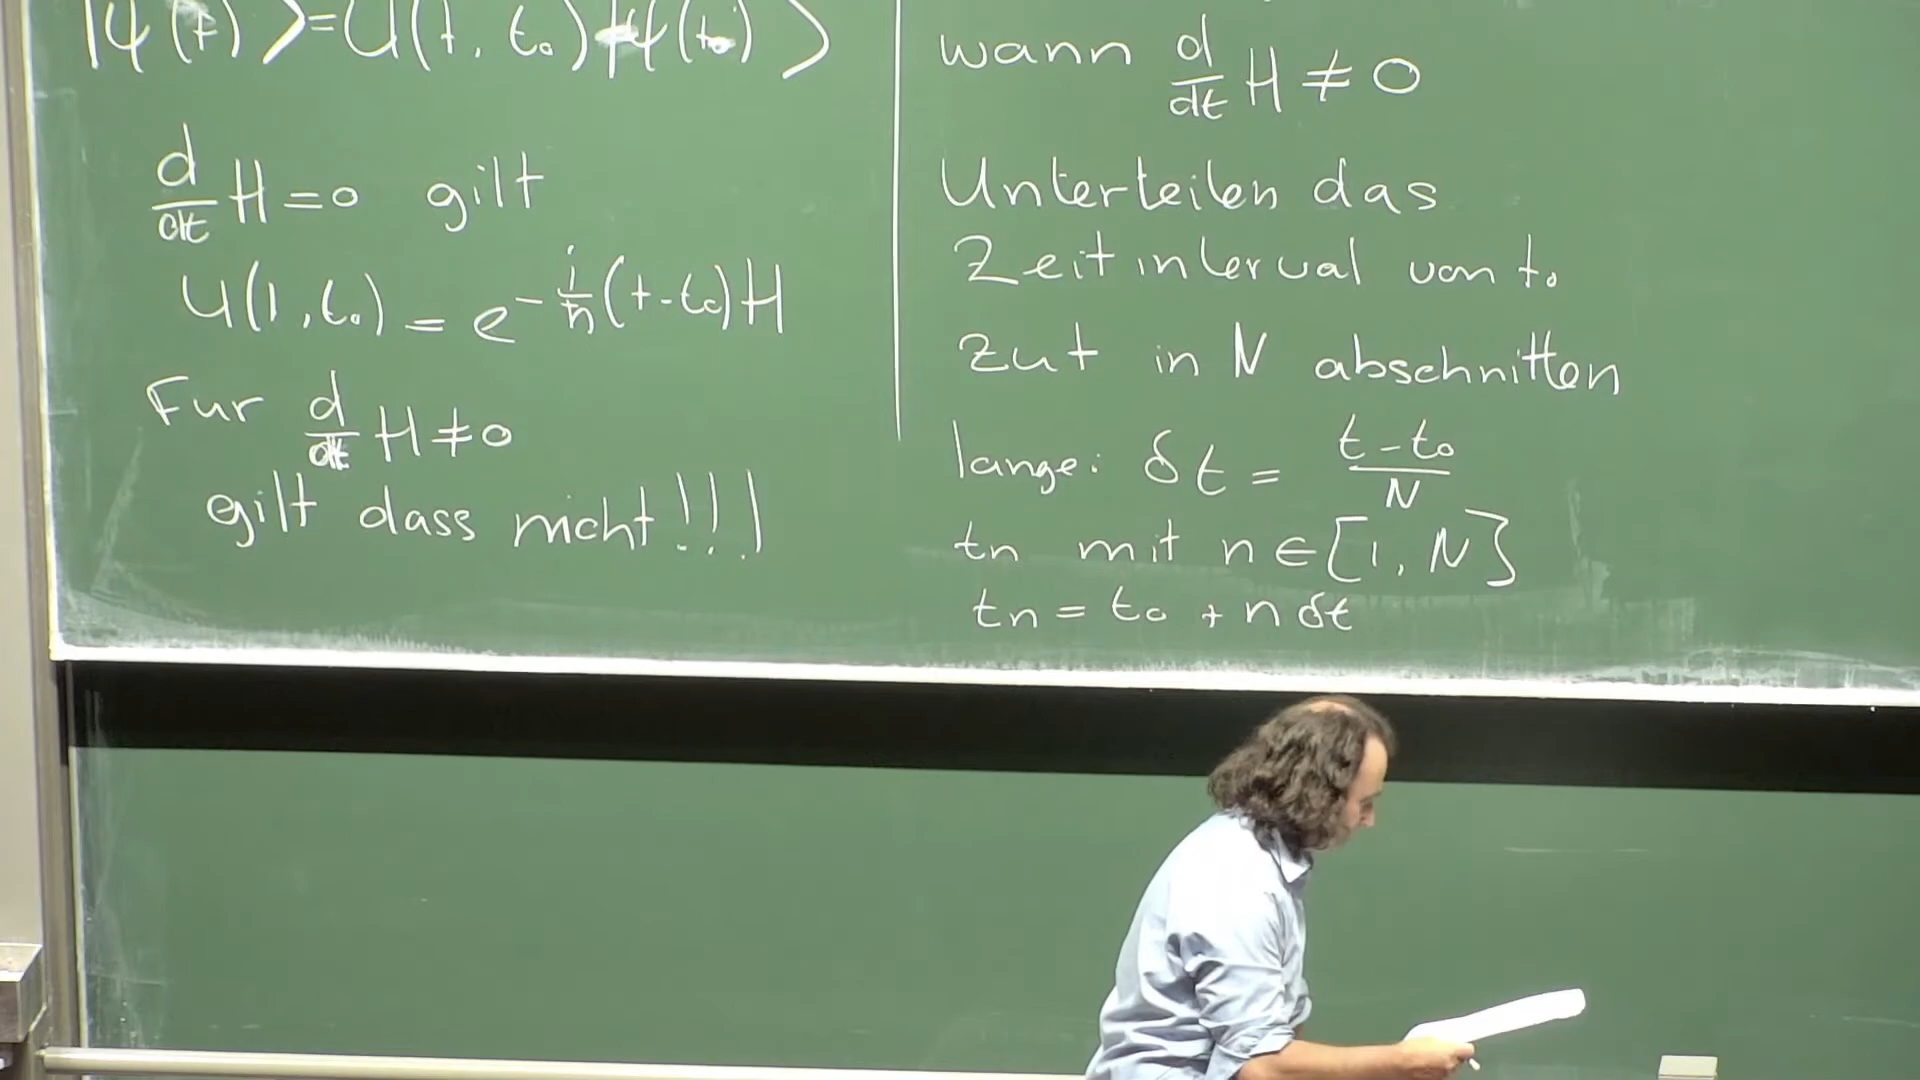 |ψ(t)⟩=U(t,t₀)|ψ(t₀)⟩
d/dt H=0 gilt
U(t,t₀) = e^{-i/ħ(t-t₀)H}
Fur d/dt H≠0
gilt dass nicht!!!
wann d/dt H≠0
Unterteilen das
Zeitinterval von t₀
zu t in N abschnitten
lange: δt = (t-t₀)/N
tn mit n∈[1,N]
tn = t₀ + n δt